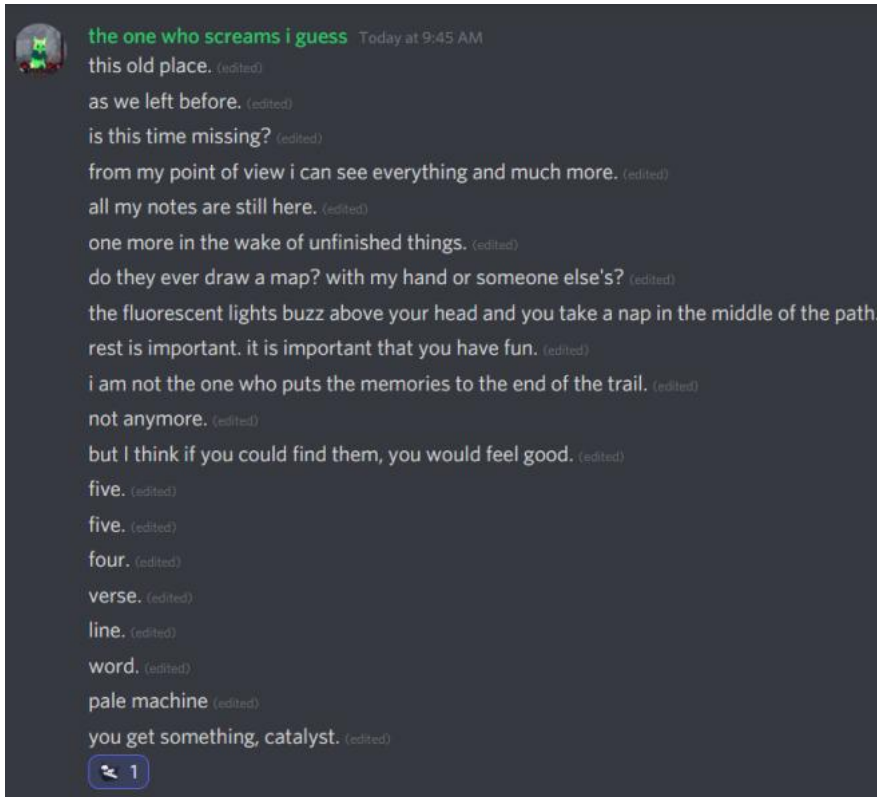 the one who screams i guess Today at 9:45 AM
this old place. (edited)
as we left before. (edited)
is this time missing? (edited)
from my point of view i can see everything and much more. (edited)
all my notes are still here. (edited)
one more in the wake of unfinished things. (edited)
do they ever draw a map? with my hand or someone else's? (edited)
the fluorescent lights buzz above your head and you take a nap in the middle of the path.
rest is important. it is important that you have fun. (edited)
i am not the one who puts the memories to the end of the trail. (edited)
not anymore. (edited)
but I think if you could find them, you would feel good. (edited)
five. (edited)
five. (edited)
four. (edited)
verse. (edited)
line. (edited)
word. (edited)
pale machine (edited)
you get something, catalyst. (edited)
1